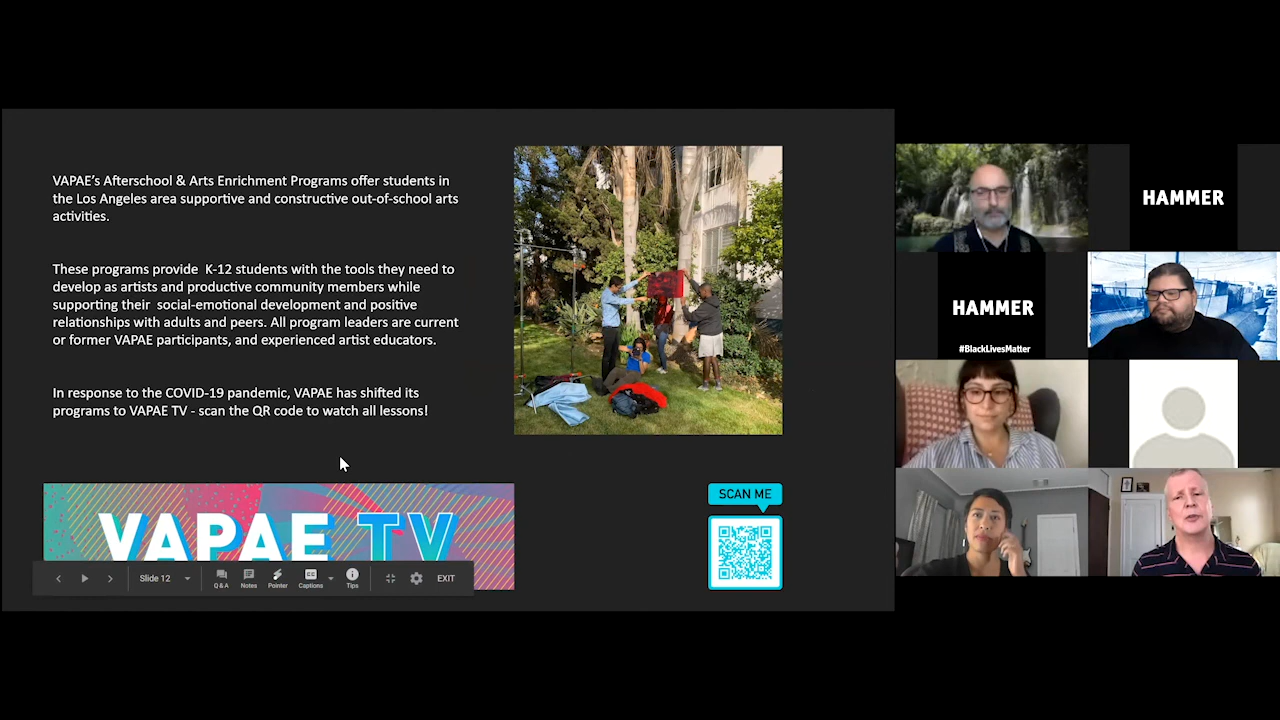 VAPAE's Afterschool & Arts Enrichment Programs offer students in
the Los Angeles area supportive and constructive out-of-school arts
activities.
These programs provide K-12 students with the tools they need to
develop as artists and productive community members while
supporting their social-emotional development and positive
relationships with adults and peers. All program leaders are current
or former VAPAE participants, and experienced artist educators.
In response to the COVID-19 pandemic, VAPAE has shifted its
programs to VAPAE TV - scan the QR code to watch all lessons!
VAPAE TV
SCAN ME
Slide 12
Q & A
Notes
Pointer
Captions
Tips
EXIT
HAMMER
HAMMER
#BlackLivesMatter